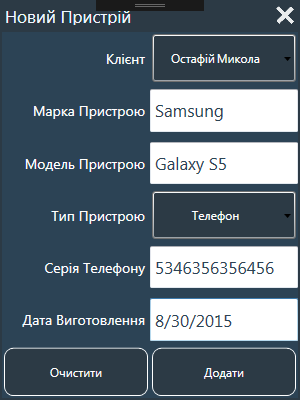 Новий Пристрій
Клієнт Остафій Микола
Марка Пристрою Samsung
Модель Пристрою Galaxy S5
Тип Пристрою Телефон
Серія Телефону 5346356356456
Дата Виготовлення 8/30/2015
Очистити Додати